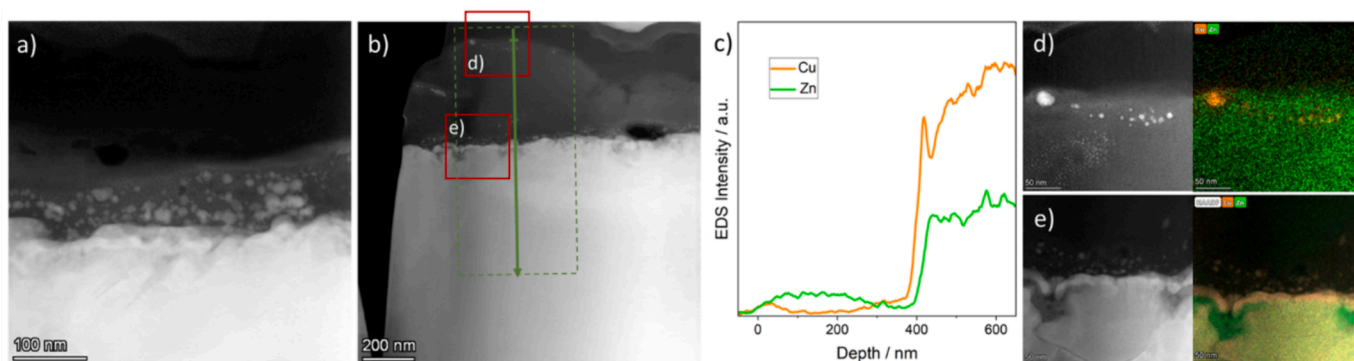 a)
100 nm
b)
d)
e)
200 nm
c)
Cu
Zn
EDS Intensity / a.u.
0 200 400 600
Depth / nm
d)
50 nm
Cu Zn
50 nm
e)
50 nm
HAADF Cu Zn
50 nm